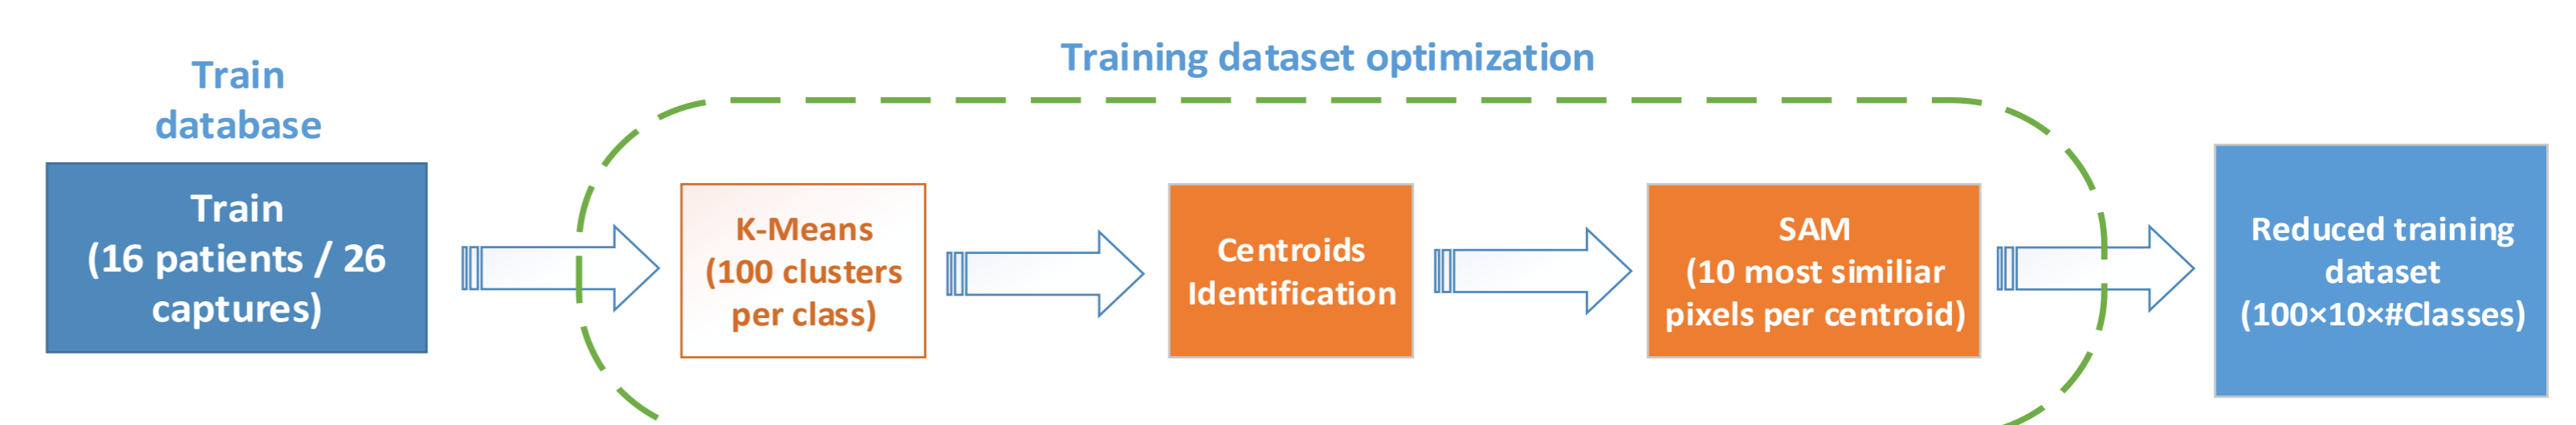 Train
database
Training dataset optimization
Train
(16 patients / 26
captures)
K-Means
(100 clusters
per class)
Centroids
Identification
SAM
(10 most similiar
pixels per centroid)
Reduced training
dataset
(100×10×#Classes)